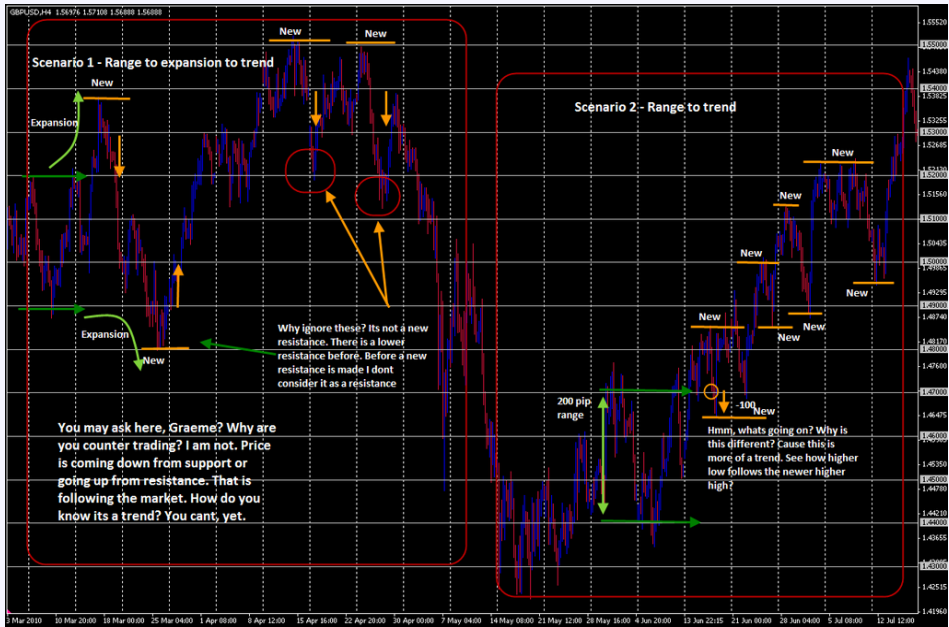 GBPUSD,H4 1.56976 1.57108 1.56888 1.56888
Scenario 1 - Range to expansion to trend
New
New
New
Expansion
Expansion
New
Why ignore these? Its not a new
resistance. There is a lower
resistance before. Before a new
resistance is made I dont
consider it as a resistance
You may ask here, Graeme? Why are
you counter trading? I am not. Price
is coming down from support or
going up from resistance. That is
following the market. How do you
know its a trend? You cant, yet.
Scenario 2 - Range to trend
New
New
New
New
New
New
New
200 pip
range
-100
New
Hmm, whats going on? Why is
this different? Cause this is
more of a trend. See how higher
low follows the newer higher
high?
1.55520
1.55000
1.54380
1.54000
1.53825
1.53255
1.53000
1.52685
1.52000
1.51560
1.51000
1.50405
1.50000
1.49865
1.49295
1.49000
1.48740
1.48170
1.48000
1.47600
1.47000
1.46000
1.45000
1.44780
1.44210
1.44000
1.43655
1.43000
1.42515
1.41960
3 Mar 2010
10 Mar 20:00
18 Mar 00:00
25 Mar 04:00
1 Apr 08:00
8 Apr 12:00
15 Apr 16:00
22 Apr 20:00
30 Apr 00:00
7 May 04:00
14 May 08:00
21 May 12:00
28 May 16:00
4 Jun 20:00
13 Jun 22:15
21 Jun 00:00
28 Jun 04:00
5 Jul 08:00
12 Jul 12:00